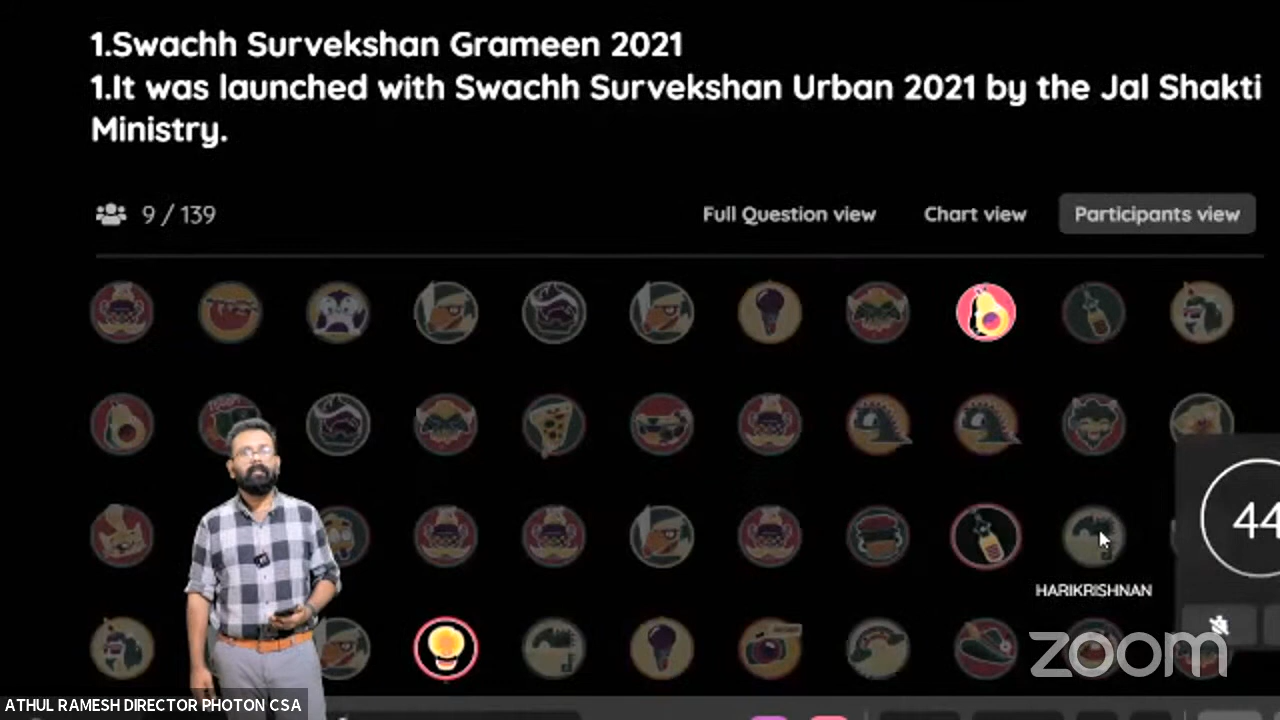 1.Swachh Survekshan Grameen 2021
1.It was launched with Swachh Survekshan Urban 2021 by the Jal Shakti
Ministry.
9 / 139
Full Question view
Chart view
Participants view
44
HARIKRISHNAN
zoom
ATHUL RAMESH DIRECTOR PHOTON CSA